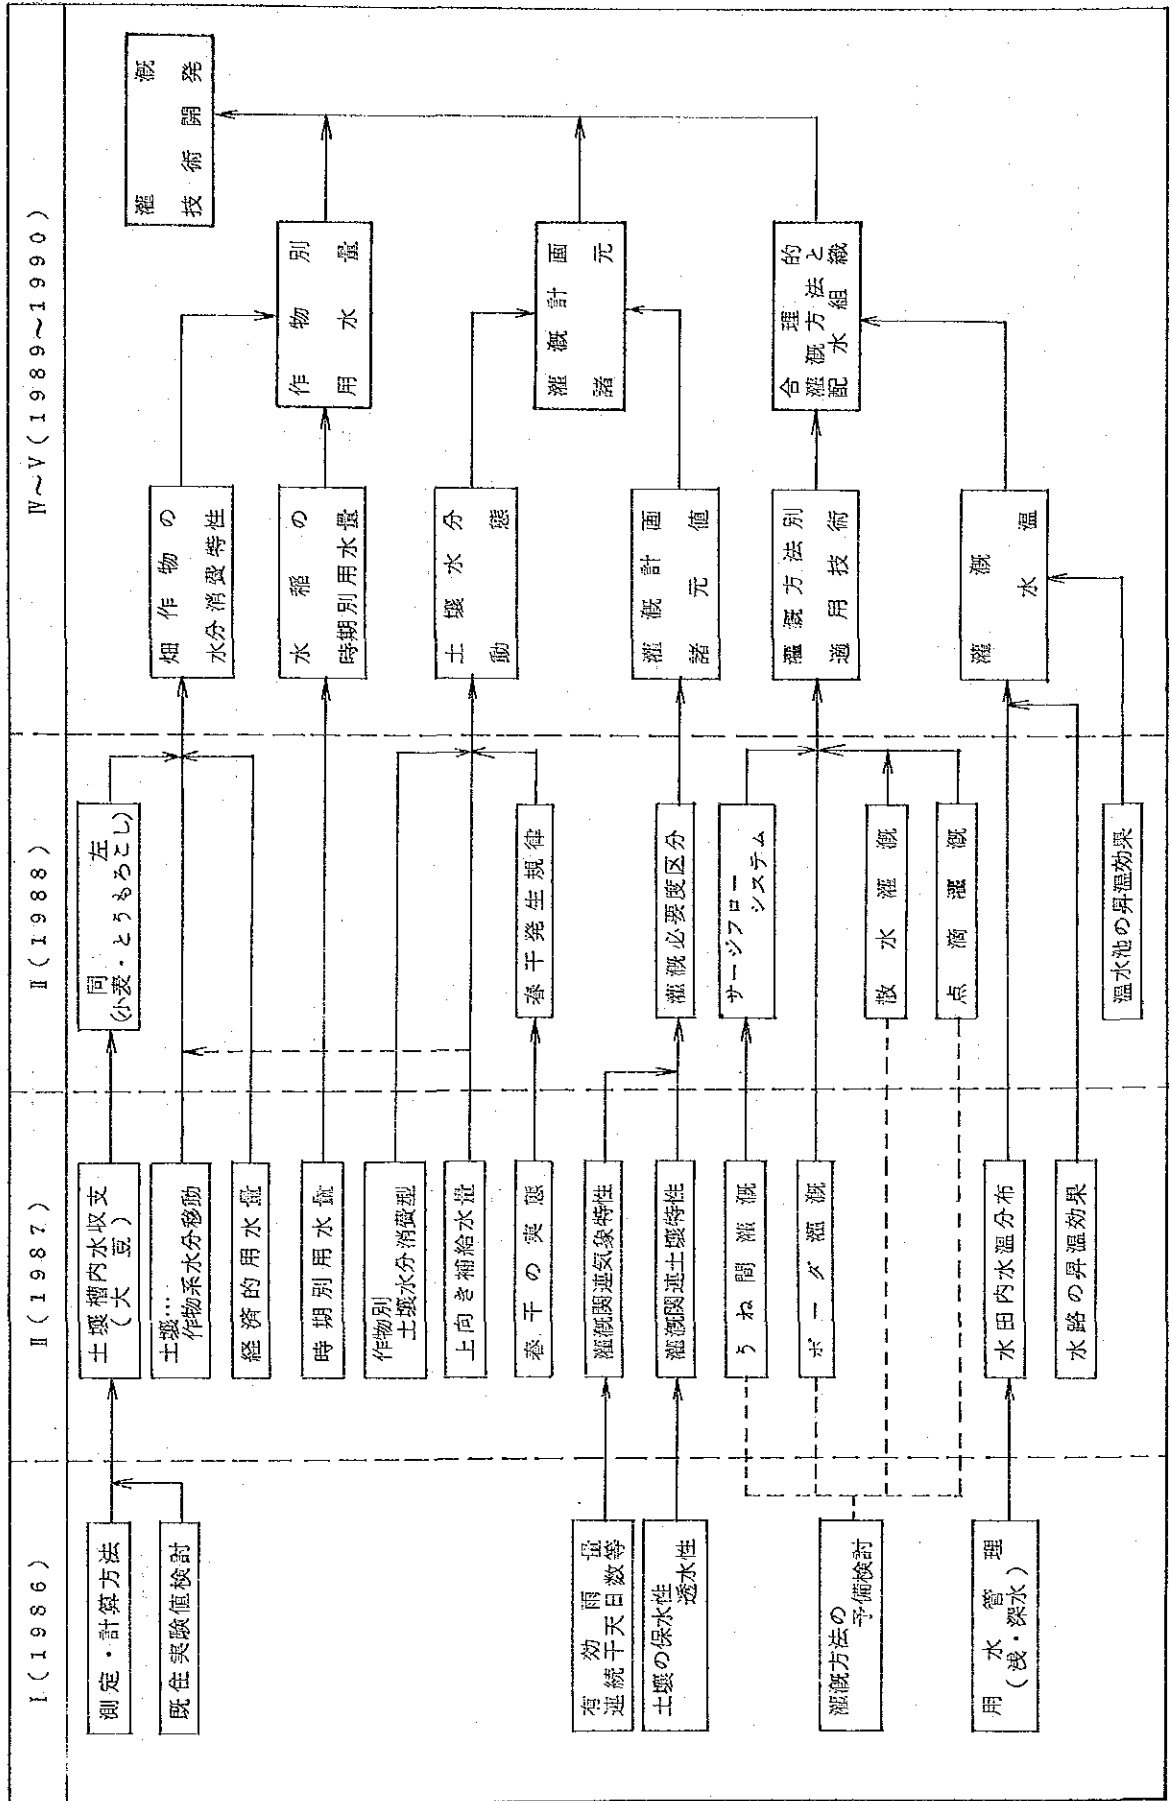 I(1986)
II(1987)
II(1988)
IV～V(1989～1990)
測定・計算方法
既往実験値検討
有効雨量
連続干天日数等
土壌の保水性
透水性
灌漑方法の
予備検討
用水管理
(浅・深水)
土壌槽内水収支
(大豆)
土壌…
作物系水分移動
経済的用水量
時期別用水量
作物別
土壌水分消費型
上向き補給水量
春干の実態
灌漑関連気象特性
灌漑関連土壌特性
うね間灌漑
ボーダ灌漑
水田内水温分布
水路の昇温効果
同左
(小麦・とうもろこし)
春干発生規律
灌漑必要度区分
サージフロー
システム
散水灌漑
点滴灌漑
温水池の昇温効果
畑作物の
水分消費特性
水稲の
時期別用水量
土壌水分
動態
灌漑計画
諸元値
灌漑方法別
適用技術
灌漑
水温
作物別
用水量
灌漑計画
諸元
合理的
灌漑方法と
配水組織
灌漑
技術開発